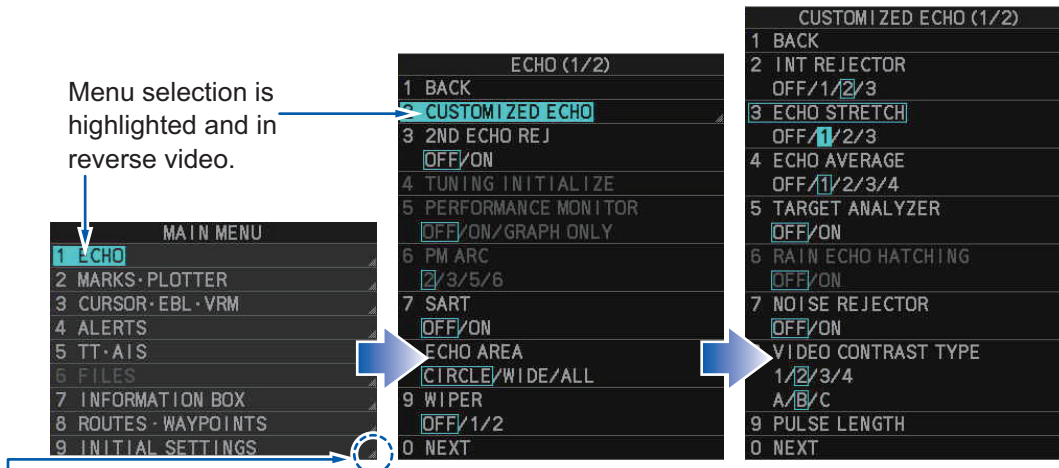 Menu selection is
highlighted and in
reverse video.
MAIN MENU
1 ECHO
2 MARKS・PLOTTER
3 CURSOR・EBL・VRM
4 ALERTS
5 TT・AIS
6 FILES
7 INFORMATION BOX
8 ROUTES・WAYPOINTS
9 INITIAL SETTINGS
ECHO (1/2)
1 BACK
2 CUSTOMIZED ECHO
3 2ND ECHO REJ
OFF/ON
4 TUNING INITIALIZE
5 PERFORMANCE MONITOR
OFF/ON/GRAPH ONLY
6 PM ARC
2/3/5/6
7 SART
OFF/ON
ECHO AREA
CIRCLE/WIDE/ALL
9 WIPER
OFF/1/2
0 NEXT
CUSTOMIZED ECHO (1/2)
1 BACK
2 INT REJECTOR
OFF/1/2/3
3 ECHO STRETCH
OFF/1/2/3
4 ECHO AVERAGE
OFF/1/2/3/4
5 TARGET ANALYZER
OFF/ON
6 RAIN ECHO HATCHING
OFF/ON
7 NOISE REJECTOR
OFF/ON
VIDEO CONTRAST TYPE
1/2/3/4
A/B/C
9 PULSE LENGTH
0 NEXT